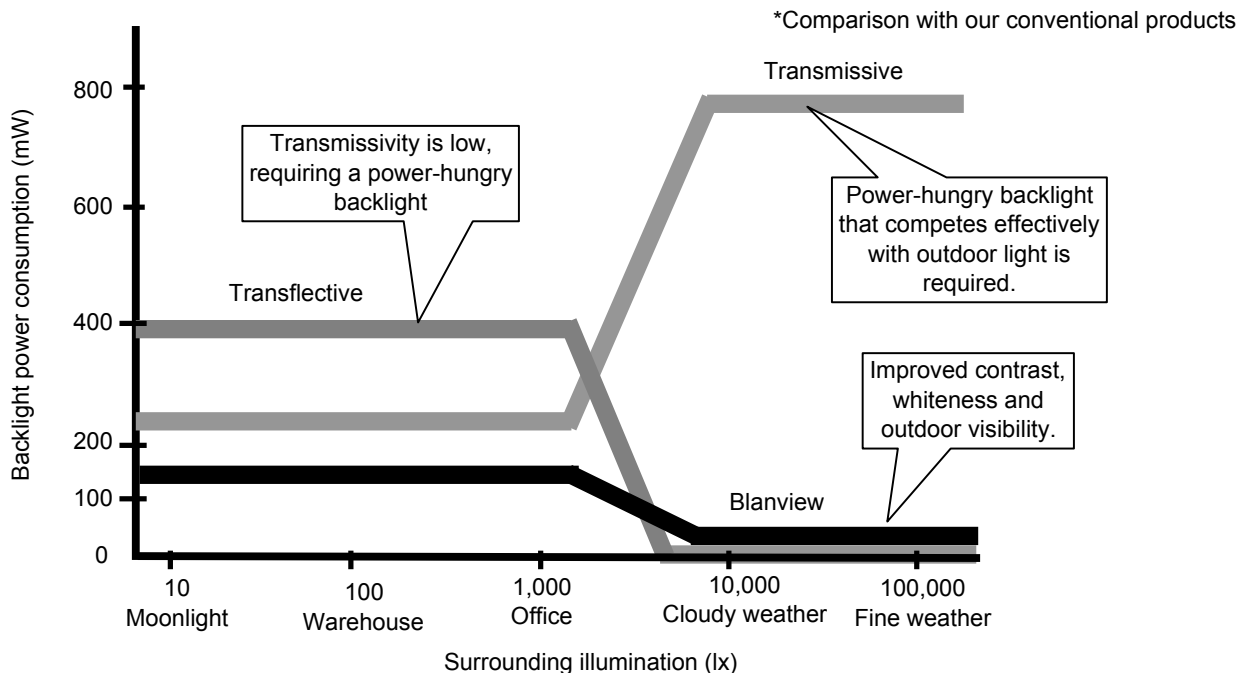 *Comparison with our conventional products
Backlight power consumption (mW)
800
600
400
200
100
0
Transmissive
Transmissivity is low,
requiring a power-hungry
backlight
Power-hungry backlight
that competes effectively
with outdoor light is
required.
Transflective
Improved contrast,
whiteness and
outdoor visibility.
Blanview
10
Moonlight
100
Warehouse
1,000
Office
10,000
Cloudy weather
100,000
Fine weather
Surrounding illumination (lx)